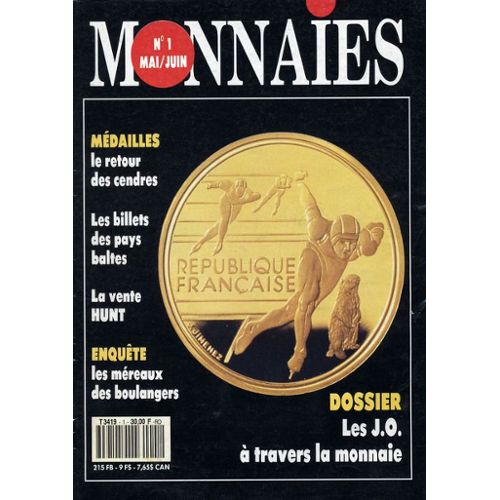 MONNAIES
N° 1
MAI/JUIN
MÉDAILLES
le retour
des cendres
Les billets
des pays
baltes
La vente
HUNT
ENQUÊTE
les méreaux
des boulangers
RÉPUBLIQUE
FRANÇAISE
JIMENEZ
DOSSIER
Les J.O.
à travers la monnaie
T 3419 - 1 - 30,00 F - RD
215 FB - 9 FS - 7,65$ CAN